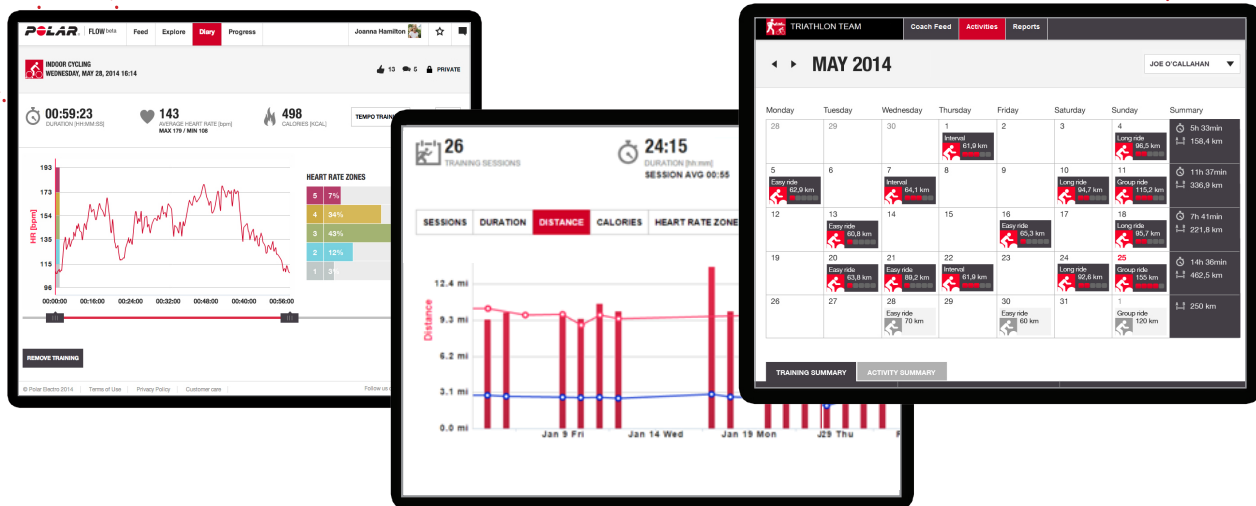 POLAR. FLOW beta Feed Explore Diary Progress Joanna Hamilton
INDOOR CYCLING
WEDNESDAY, MAY 28, 2014 16:14
13 5 PRIVATE
00:59:23
DURATION [HH:MM:SS]
143
AVERAGE HEART RATE [bpm]
MAX 179 / MIN 108
498
CALORIES [KCAL]
HR [bpm]
193
173
154
135
115
96
00:00:00 00:16:00 00:24:00 00:32:00 00:48:00 00:40:00 00:56:00
HEART RATE ZONES
5 7%
4 34%
3 43%
2 12%
1 3%
REMOVE TRAINING
© Polar Electro 2014 Terms of Use Privacy Policy Customer care Follow us
26
TRAINING SESSIONS
24:15
DURATION [hh:mm]
SESSION AVG 00:55
SESSIONS DURATION DISTANCE CALORIES HEART RATE ZONE
Distance
12.4 mi
9.3 mi
6.2 mi
3.1 mi
0.0 mi
Jan 9 Fri Jan 14 Wed Jan 19 Mon J29 Thu
TRIATHLON TEAM Coach Feed Activities Reports
MAY 2014
JOE O'CALLAHAN
Monday Tuesday Wednesday Thursday Friday Saturday Sunday Summary
28 29 30 1 2 3 4
Interval 61,9 km
Long ride 96,5 km
5h 33min
158,4 km
5 6 7 8 9 10 11
Easy ride 62,9 km
Interval 64,1 km
Long ride 94,7 km
Group ride 115,2 km
11h 37min
336,9 km
12 13 14 15 16 17 18
Easy ride 60,8 km
Easy ride 65,3 km
Long ride 95,7 km
7h 41min
221,8 km
19 20 21 22 23 24 25
Easy ride 63,8 km
Easy ride 89,2 km
Interval 61,9 km
Long ride 92,6 km
Group ride 155 km
14h 36min
462,5 km
26 27 28 29 30 31 1
Easy ride 70 km
Easy ride 60 km
Group ride 120 km
250 km
TRAINING SUMMARY ACTIVITY SUMMARY